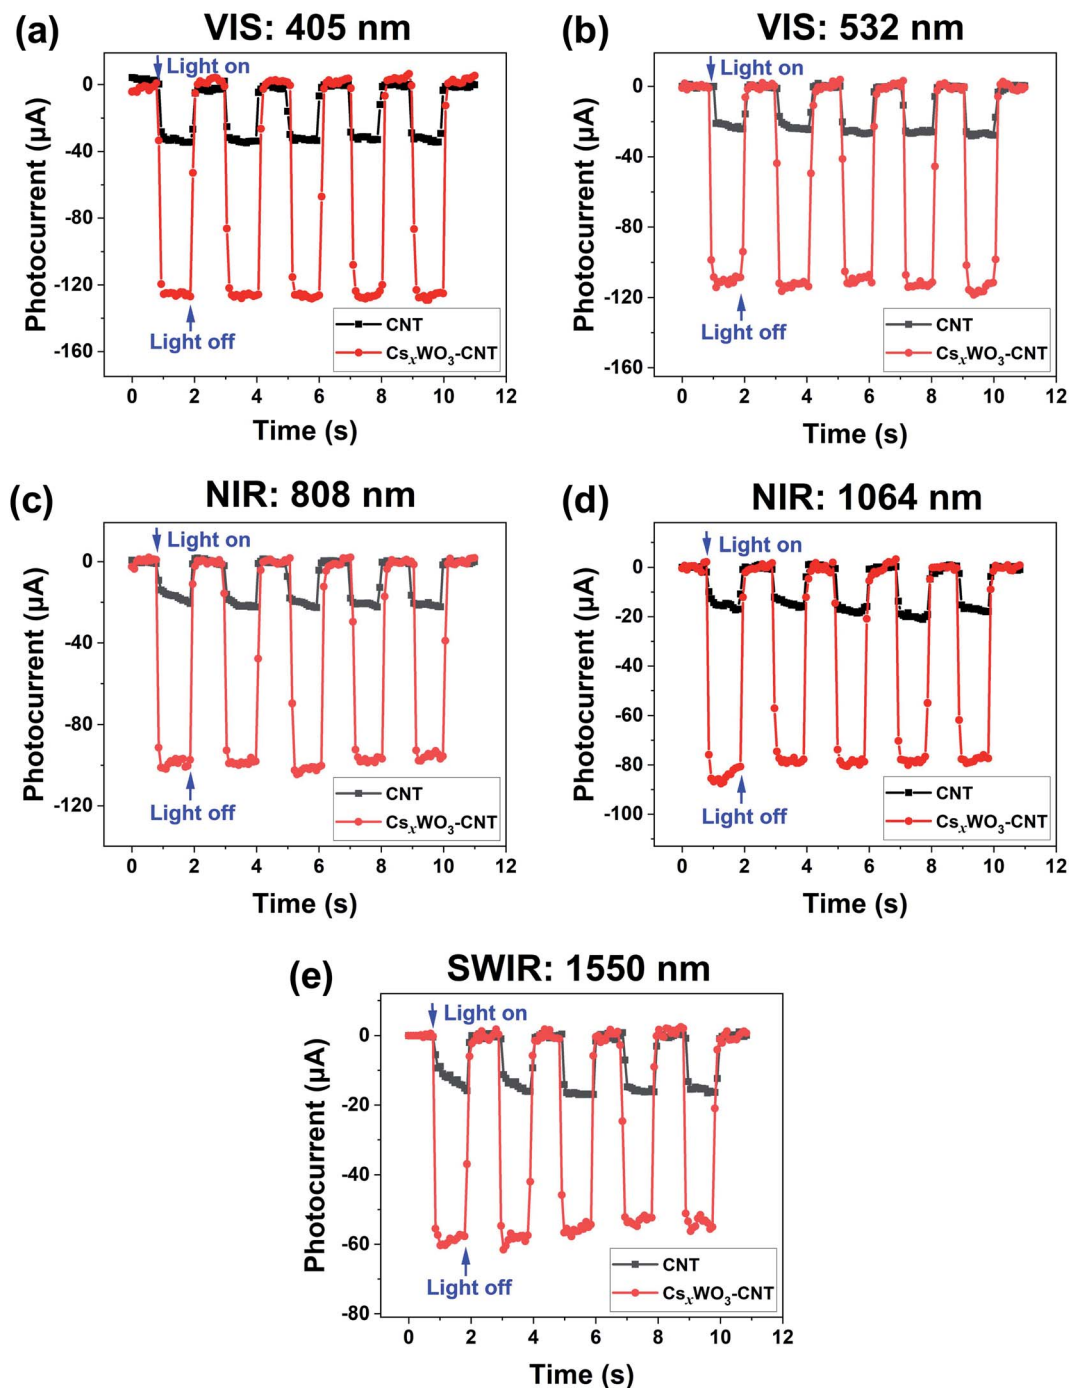 (a) VIS: 405 nm
Light on
0
-40
-80
-120
-160
Photocurrent (μA)
Light off
CNT
CsxWO3-CNT
0 2 4 6 8 10 12
Time (s)
(b) VIS: 532 nm
Light on
0
-40
-80
-120
-160
Photocurrent (μA)
Light off
CNT
CsxWO3-CNT
0 2 4 6 8 10 12
Time (s)
(c) NIR: 808 nm
Light on
0
-40
-80
-120
Photocurrent (μA)
Light off
CNT
CsxWO3-CNT
0 2 4 6 8 10 12
Time (s)
(d) NIR: 1064 nm
Light on
0
-20
-40
-60
-80
-100
Photocurrent (μA)
Light off
CNT
CsxWO3-CNT
0 2 4 6 8 10 12
Time (s)
(e) SWIR: 1550 nm
Light on
0
-20
-40
-60
-80
Photocurrent (μA)
Light off
CNT
CsxWO3-CNT
0 2 4 6 8 10 12
Time (s)